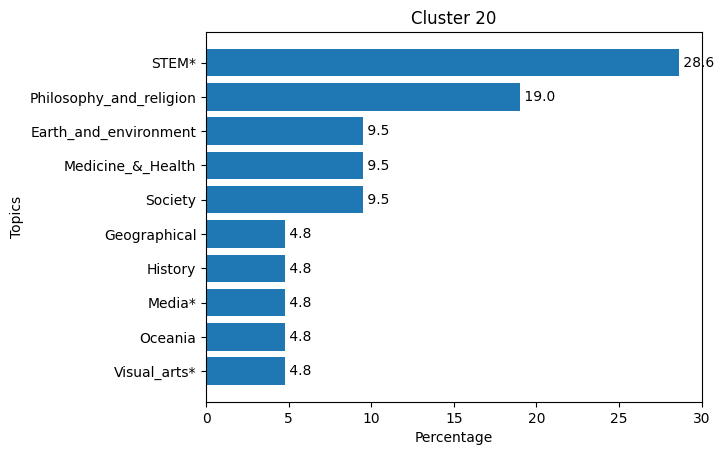 Cluster 20
STEM* 28.6
Philosophy_and_religion 19.0
Earth_and_environment 9.5
Medicine_&_Health 9.5
Society 9.5
Geographical 4.8
History 4.8
Media* 4.8
Oceania 4.8
Visual_arts* 4.8
Topics
0 5 10 15 20 25 30
Percentage